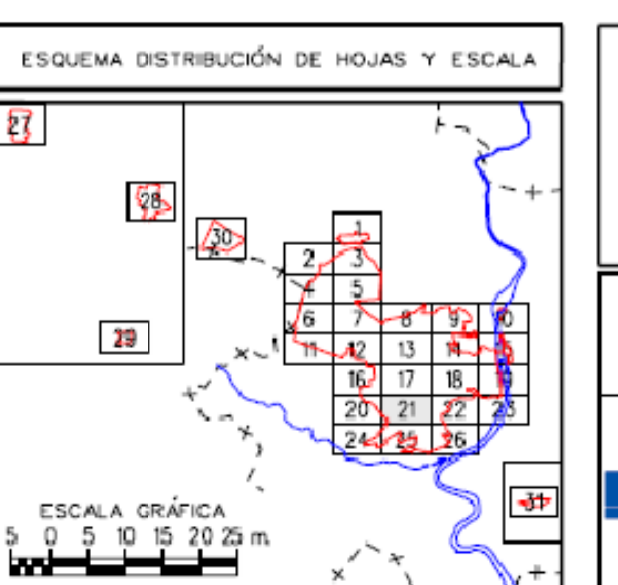 ESQUEMA DISTRIBUCIÓN DE HOJAS Y ESCALA
27
28
30
1
2 3
4 5
6 7 8 9 10
29
11 12 13 14 15
16 17 18 19
20 21 22 23
24 25 26
31
ESCALA GRÁFICA
5 0 5 10 15 20 25 m.